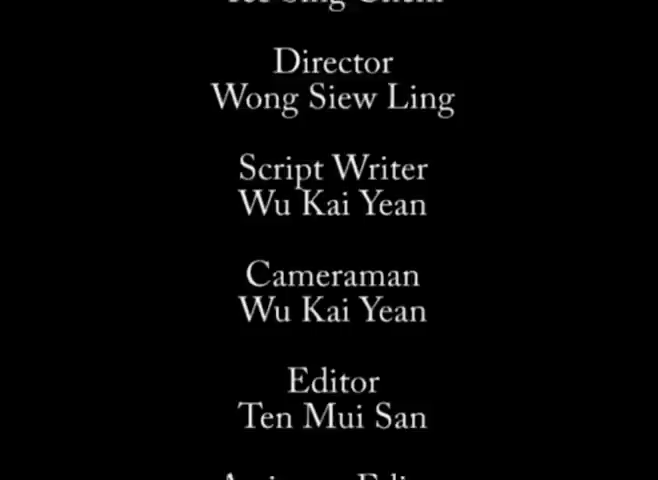 Director
Wong Siew Ling
Script Writer
Wu Kai Yean
Cameraman
Wu Kai Yean
Editor
Ten Mui San